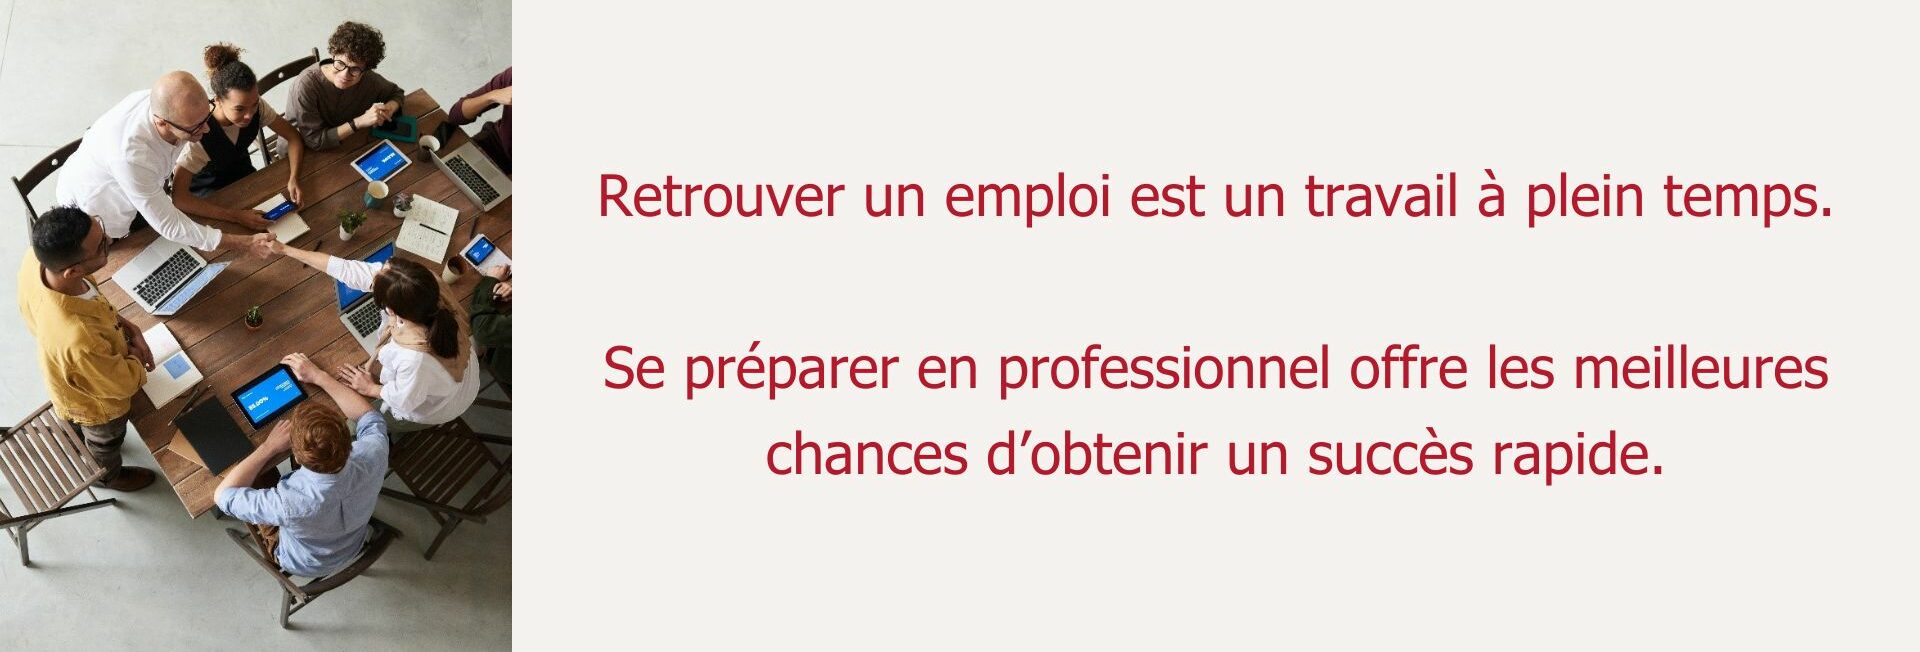 Retrouver un emploi est un travail à plein temps.
Se préparer en professionnel offre les meilleures
chances d’obtenir un succès rapide.